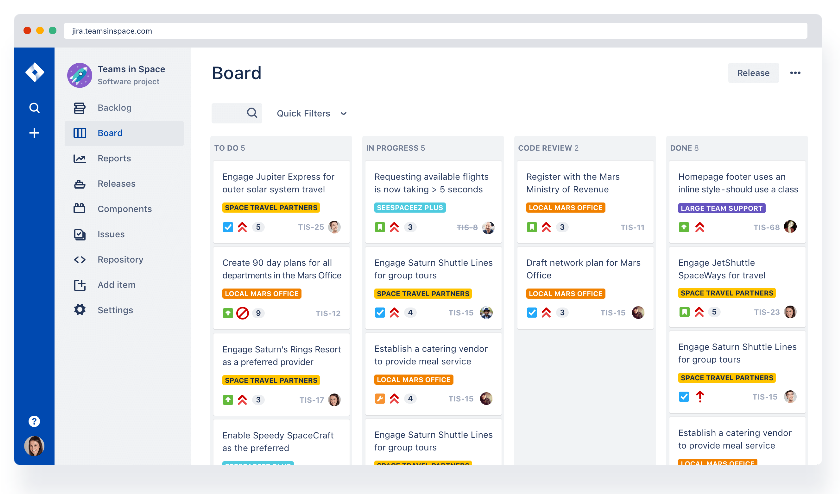 jira.teamsinspace.com
Teams in Space
Software project
Backlog
Board
Reports
Releases
Components
Issues
Repository
Add item
Settings
?
Board
Release
Quick Filters
TO DO 5
Engage Jupiter Express for
outer solar system travel
SPACE TRAVEL PARTNERS
5
TIS-25
Create 90 day plans for all
departments in the Mars Office
LOCAL MARS OFFICE
9
TIS-12
Engage Saturn's Rings Resort
as a preferred provider
SPACE TRAVEL PARTNERS
3
TIS-17
Enable Speedy SpaceCraft
as the preferred
SEESPACEEZ PLUS
IN PROGRESS 5
Requesting available flights
is now taking > 5 seconds
SEESPACEEZ PLUS
3
TIS-8
Engage Saturn Shuttle Lines
for group tours
SPACE TRAVEL PARTNERS
4
TIS-15
Establish a catering vendor
to provide meal service
LOCAL MARS OFFICE
4
TIS-15
Engage Saturn Shuttle Lines
for group tours
SPACE TRAVEL PARTNERS
CODE REVIEW 2
Register with the Mars
Ministry of Revenue
LOCAL MARS OFFICE
3
TIS-11
Draft network plan for Mars
Office
LOCAL MARS OFFICE
3
TIS-15
DONE
Homepage footer uses an
inline style-should use a class
LARGE TEAM SUPPORT
TIS-68
Engage JetShuttle
SpaceWays for travel
SPACE TRAVEL PARTNERS
5
TIS-23
Engage Saturn Shuttle Lines
for group tours
SPACE TRAVEL PARTNERS
TIS-15
Establish a catering vendor
to provide meal service
LOCAL MARS OFFICE